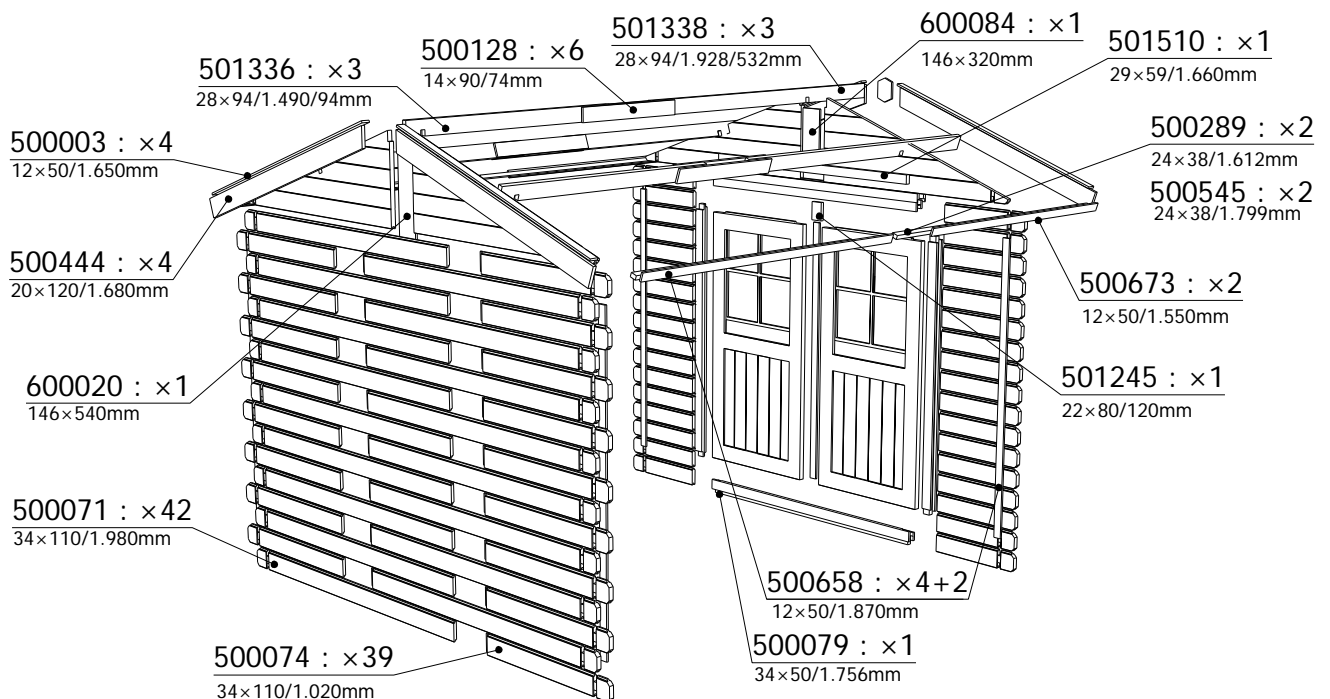 501338 : ×3
28×94/1.928/532mm
600084 : ×1
146×320mm
500128 : ×6
14×90/74mm
501510 : ×1
29×59/1.660mm
501336 : ×3
28×94/1.490/94mm
500003 : ×4
12×50/1.650mm
500289 : ×2
24×38/1.612mm
500545 : ×2
24×38/1.799mm
500444 : ×4
20×120/1.680mm
500673 : ×2
12×50/1.550mm
600020 : ×1
146×540mm
501245 : ×1
22×80/120mm
500071 : ×42
34×110/1.980mm
500658 : ×4+2
12×50/1.870mm
500079 : ×1
34×50/1.756mm
500074 : ×39
34×110/1.020mm